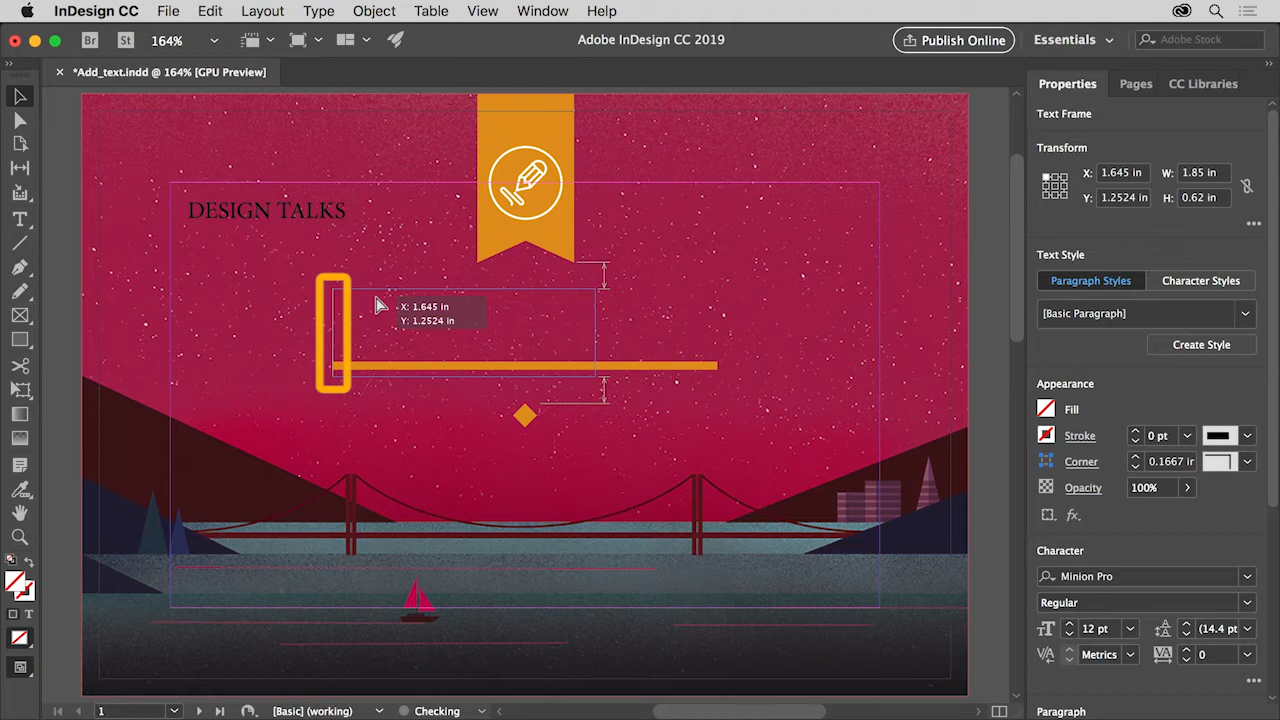 InDesign CC File Edit Layout Type Object Table View Window Help
Br St 164% Adobe InDesign CC 2019 Publish Online Essentials Adobe Stock
*Add_text.indd @ 164% [GPU Preview]
Properties Pages CC Libraries
Text Frame
Transform
X: 1.645 in W: 1.85 in
Y: 1.2524 in H: 0.62 in
Text Style
Paragraph Styles Character Styles
[Basic Paragraph]
Create Style
Appearance
Fill
Stroke 0 pt
Corner 0.1667 in
Opacity 100%
fx.
Character
Minion Pro
Regular
12 pt (14.4 pt
Metrics 0
Paragraph
DESIGN TALKS
X: 1.645 in
Y: 1.2524 in
1 [Basic] (working) Checking